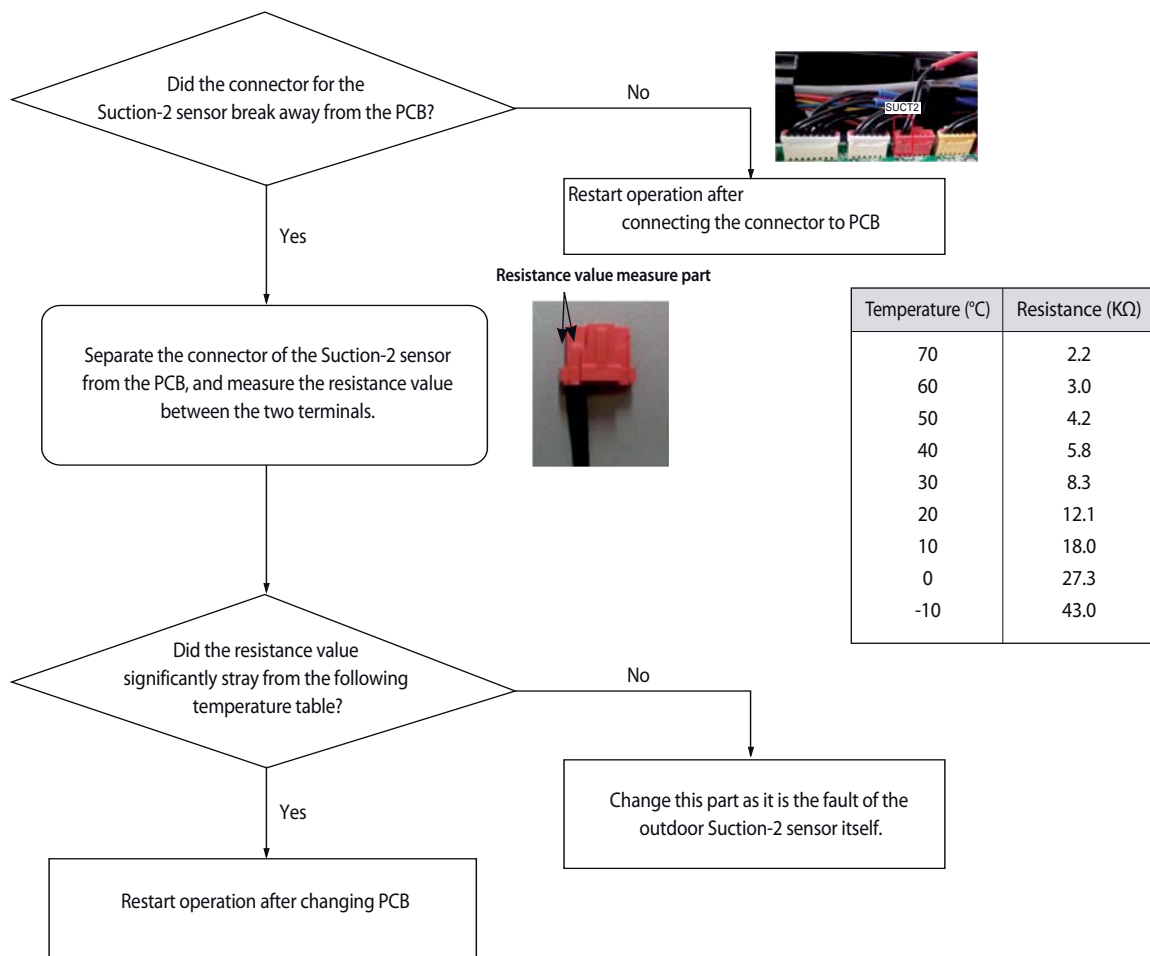 Did the connector for the
Suction-2 sensor break away from the PCB?
No
SUCT2
Restart operation after
connecting the connector to PCB
Yes
Resistance value measure part
Separate the connector of the Suction-2 sensor
from the PCB, and measure the resistance value
between the two terminals.
Temperature (°C) Resistance (KΩ)
70 2.2
60 3.0
50 4.2
40 5.8
30 8.3
20 12.1
10 18.0
0 27.3
-10 43.0
Did the resistance value
significantly stray from the following
temperature table?
No
Change this part as it is the fault of the
outdoor Suction-2 sensor itself.
Yes
Restart operation after changing PCB